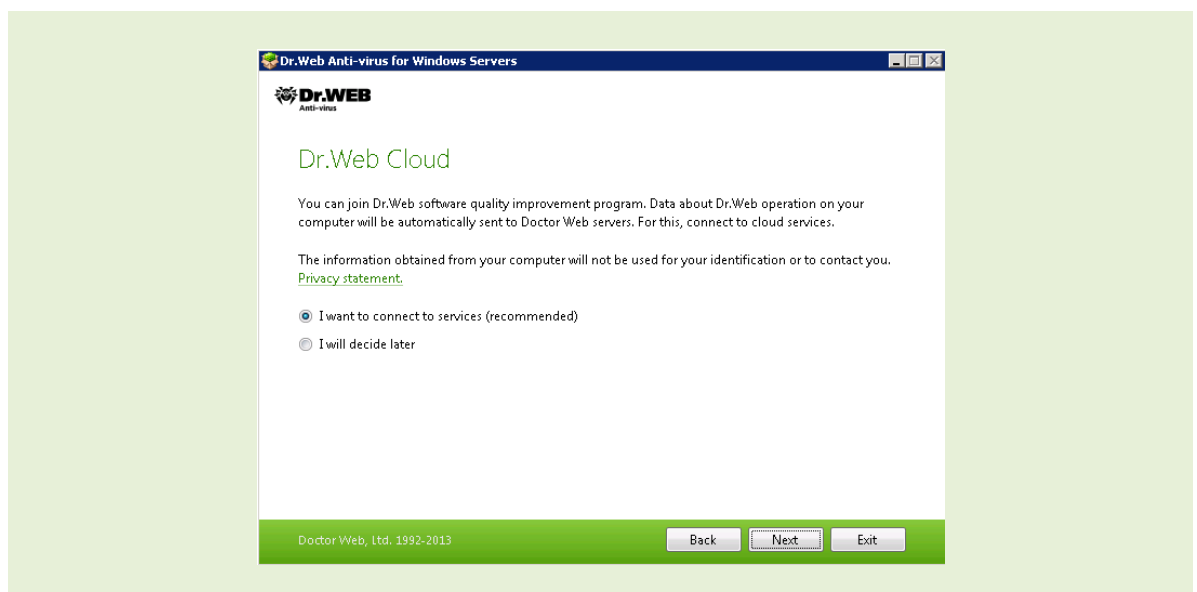 Dr.Web Anti-virus for Windows Servers
Dr.WEB
Anti-virus
Dr.Web Cloud
You can join Dr.Web software quality improvement program. Data about Dr.Web operation on your
computer will be automatically sent to Doctor Web servers. For this, connect to cloud services.
The information obtained from your computer will not be used for your identification or to contact you.
Privacy statement.
I want to connect to services (recommended)
I will decide later
Doctor Web, Ltd. 1992-2013
Back Next Exit